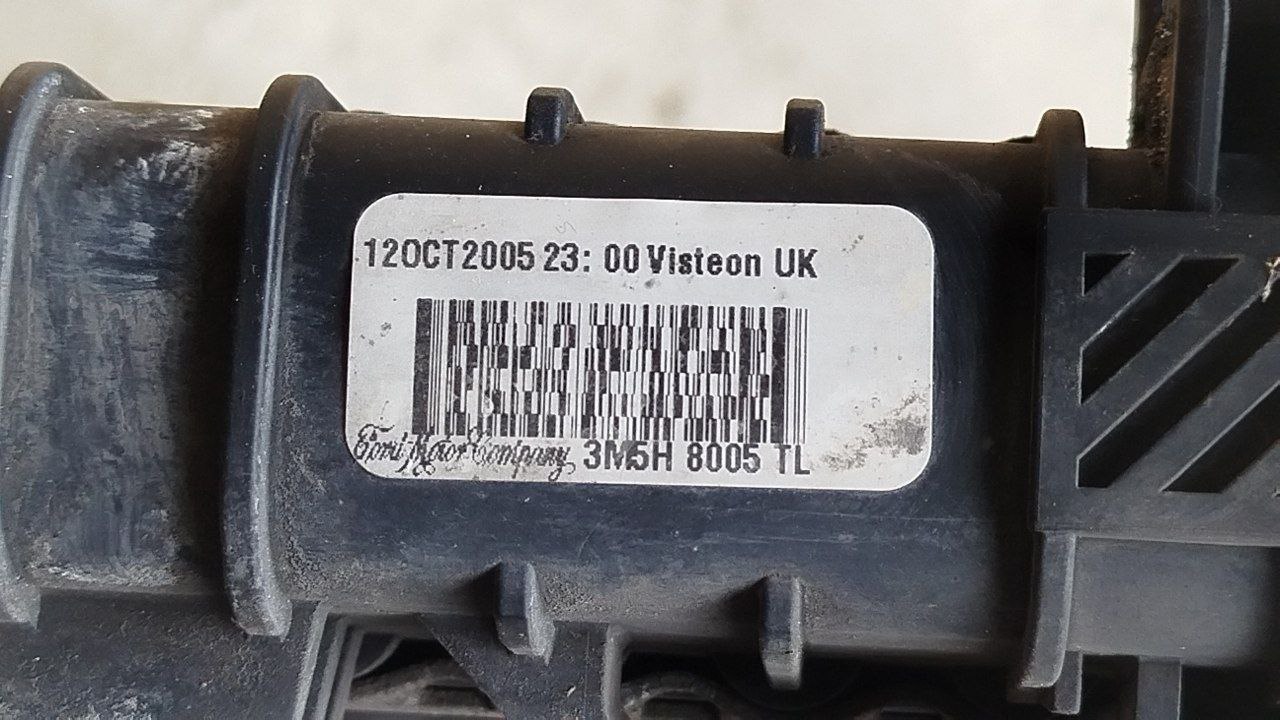 12OCT2005 23: 00 Visteon UK
Ford Motor Company 3M5H 8005 TL